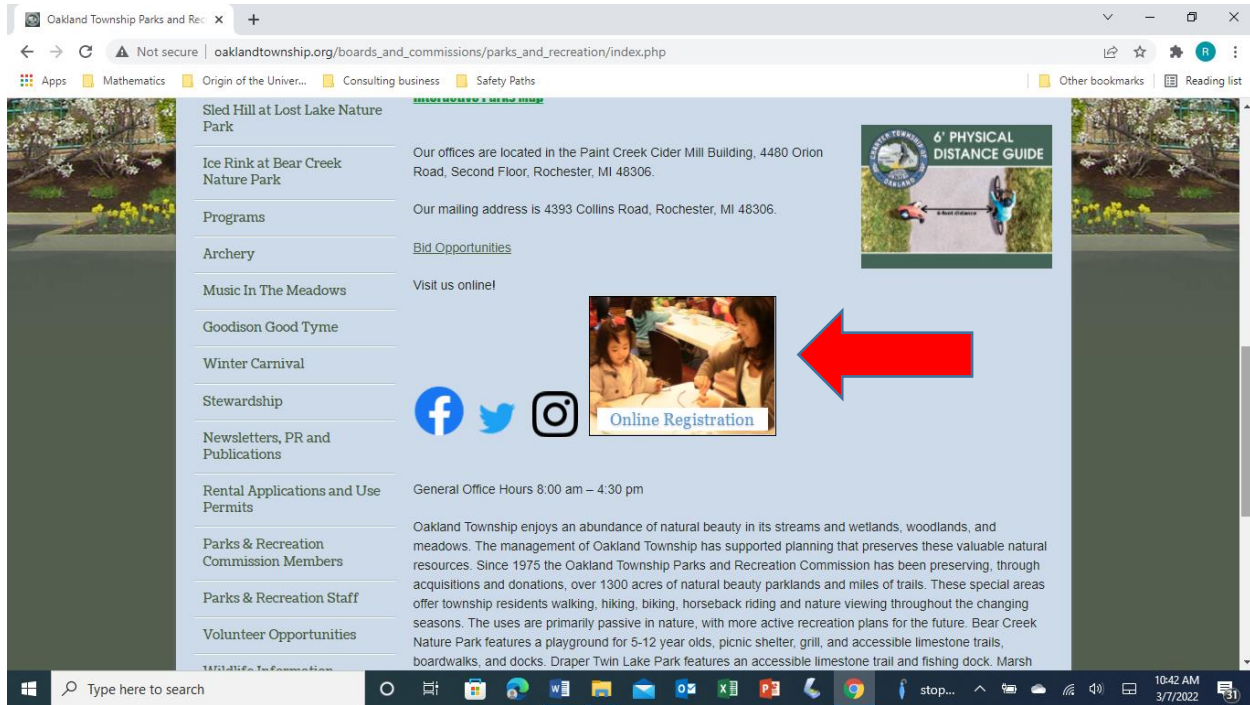 Oakland Township Parks and Rec
Not secure | oaklandtownship.org/boards_and_commissions/parks_and_recreation/index.php
R
Apps Mathematics Origin of the Univer... Consulting business Safety Paths Other bookmarks Reading list
Sled Hill at Lost Lake Nature
Park
Ice Rink at Bear Creek
Nature Park
Programs
Archery
Music In The Meadows
Goodison Good Tyme
Winter Carnival
Stewardship
Newsletters, PR and
Publications
Rental Applications and Use
Permits
Parks & Recreation
Commission Members
Parks & Recreation Staff
Volunteer Opportunities
Wildlife Information
Interactive Parks Map
Our offices are located in the Paint Creek Cider Mill Building, 4480 Orion
Road, Second Floor, Rochester, MI 48306.
Our mailing address is 4393 Collins Road, Rochester, MI 48306.
Bid Opportunities
Visit us online!
CHARTER TOWNSHIP OF
OAKLAND
6' PHYSICAL
DISTANCE GUIDE
6-foot distance
Online Registration
General Office Hours 8:00 am – 4:30 pm
Oakland Township enjoys an abundance of natural beauty in its streams and wetlands, woodlands, and
meadows. The management of Oakland Township has supported planning that preserves these valuable natural
resources. Since 1975 the Oakland Township Parks and Recreation Commission has been preserving, through
acquisitions and donations, over 1300 acres of natural beauty parklands and miles of trails. These special areas
offer township residents walking, hiking, biking, horseback riding and nature viewing throughout the changing
seasons. The uses are primarily passive in nature, with more active recreation plans for the future. Bear Creek
Nature Park features a playground for 5-12 year olds, picnic shelter, grill, and accessible limestone trails,
boardwalks, and docks. Draper Twin Lake Park features an accessible limestone trail and fishing dock. Marsh
Type here to search
stop...
10:42 AM
3/7/2022
31